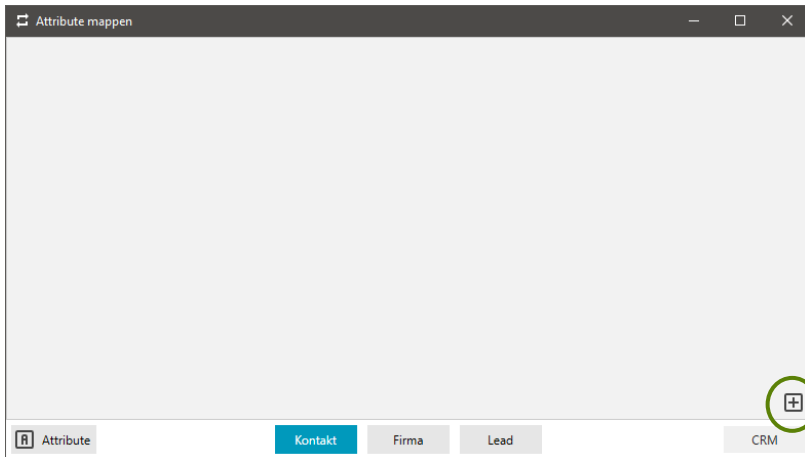 Attribute mappen
A Attribute
Kontakt
Firma
Lead
CRM